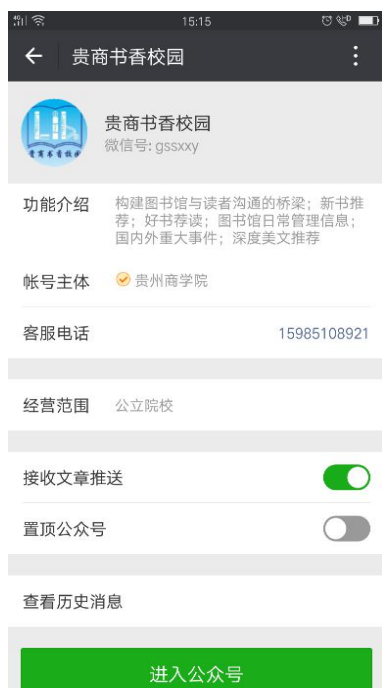 15:15
贵商书香校园
贵商书香校园
微信号: gssxxy
功能介绍
构建图书馆与读者沟通的桥梁；新书推
荐；好书荐读；图书馆日常管理信息；
国内外重大事件；深度美文推荐
帐号主体
贵州商学院
客服电话
15985108921
经营范围
公立院校
接收文章推送
置顶公众号
查看历史消息
进入公众号